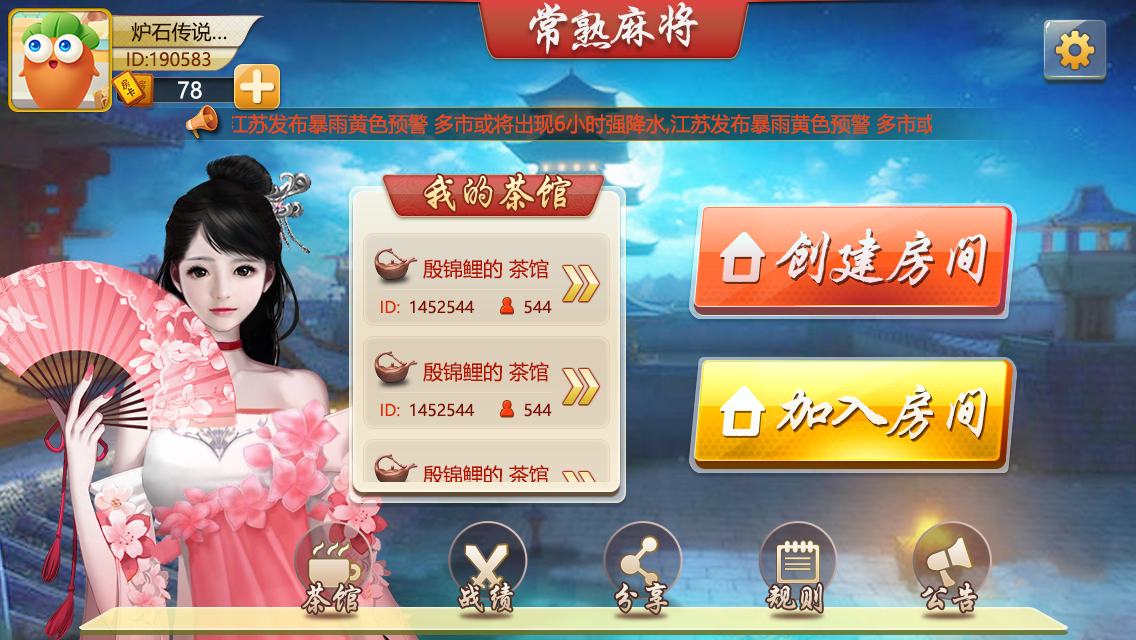 常熟麻将
炉石传说...
ID:190583
房卡
78
江苏发布暴雨黄色预警 多市或将出现6小时强降水,江苏发布暴雨黄色预警 多市或
我的茶馆
殷锦鲤的 茶馆
ID: 1452544 544
殷锦鲤的 茶馆
ID: 1452544 544
殷锦鲤的 茶馆
创建房间
加入房间
茶馆
战绩
分享
规则
公告